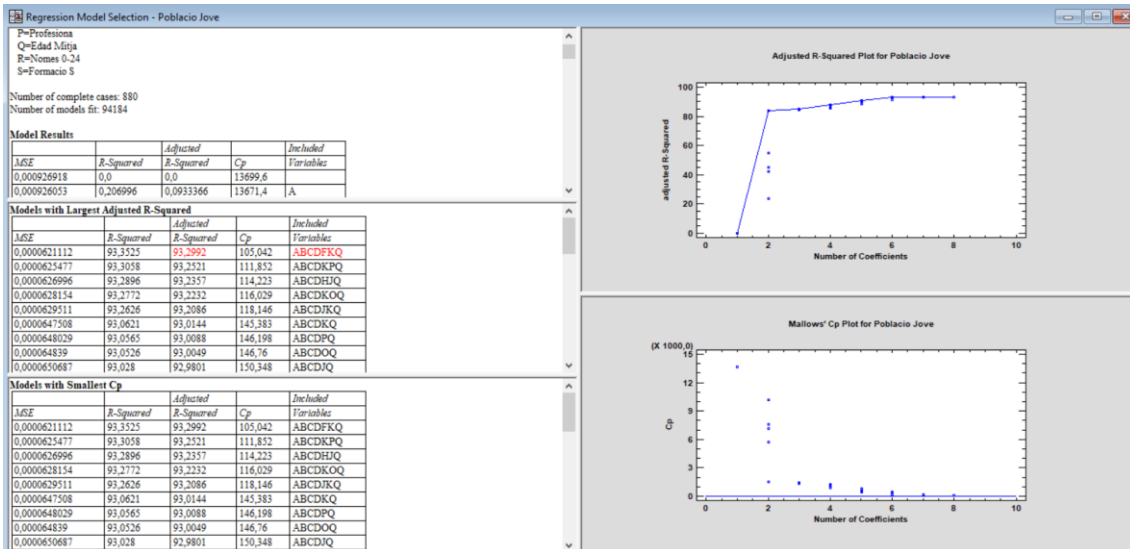 Regression Model Selection - Poblacio Jove
P=Profesiona
Q=Edad Mitja
R=Nomes 0-24
S=Formacio S
Number of complete cases: 880
Number of models fit: 94184
Model Results
Adjusted Included
MSE R-Squared R-Squared Cp Variables
0,000926918 0,0 0,0 13699,6
0,000926053 0,206996 0,0933366 13671,4 A
Models with Largest Adjusted R-Squared
Adjusted Included
MSE R-Squared R-Squared Cp Variables
0,0000621112 93,3525 93,2992 105,042 ABCDFKQ
0,0000625477 93,3058 93,2521 111,852 ABCDKPQ
0,0000626996 93,2896 93,2357 114,223 ABCDHJQ
0,0000628154 93,2772 93,2232 116,029 ABCDKOQ
0,0000629511 93,2626 93,2086 118,146 ABCDJKQ
0,0000647508 93,0621 93,0144 145,383 ABCDKQ
0,0000648029 93,0565 93,0088 146,198 ABCDPQ
0,000064839 93,0526 93,0049 146,76 ABCDOQ
0,0000650687 93,028 92,9801 150,348 ABCDJQ
Models with Smallest Cp
Adjusted Included
MSE R-Squared R-Squared Cp Variables
0,0000621112 93,3525 93,2992 105,042 ABCDFKQ
0,0000625477 93,3058 93,2521 111,852 ABCDKPQ
0,0000626996 93,2896 93,2357 114,223 ABCDHJQ
0,0000628154 93,2772 93,2232 116,029 ABCDKOQ
0,0000629511 93,2626 93,2086 118,146 ABCDJKQ
0,0000647508 93,0621 93,0144 145,383 ABCDKQ
0,0000648029 93,0565 93,0088 146,198 ABCDPQ
0,000064839 93,0526 93,0049 146,76 ABCDOQ
0,0000650687 93,028 92,9801 150,348 ABCDJQ
Adjusted R-Squared Plot for Poblacio Jove
adjusted R-Squared
100
80
60
40
20
0
0 2 4 6 8 10
Number of Coefficients
Mallows' Cp Plot for Poblacio Jove
(X 1000,0)
Cp
15
12
9
6
3
0
0 2 4 6 8 10
Number of Coefficients